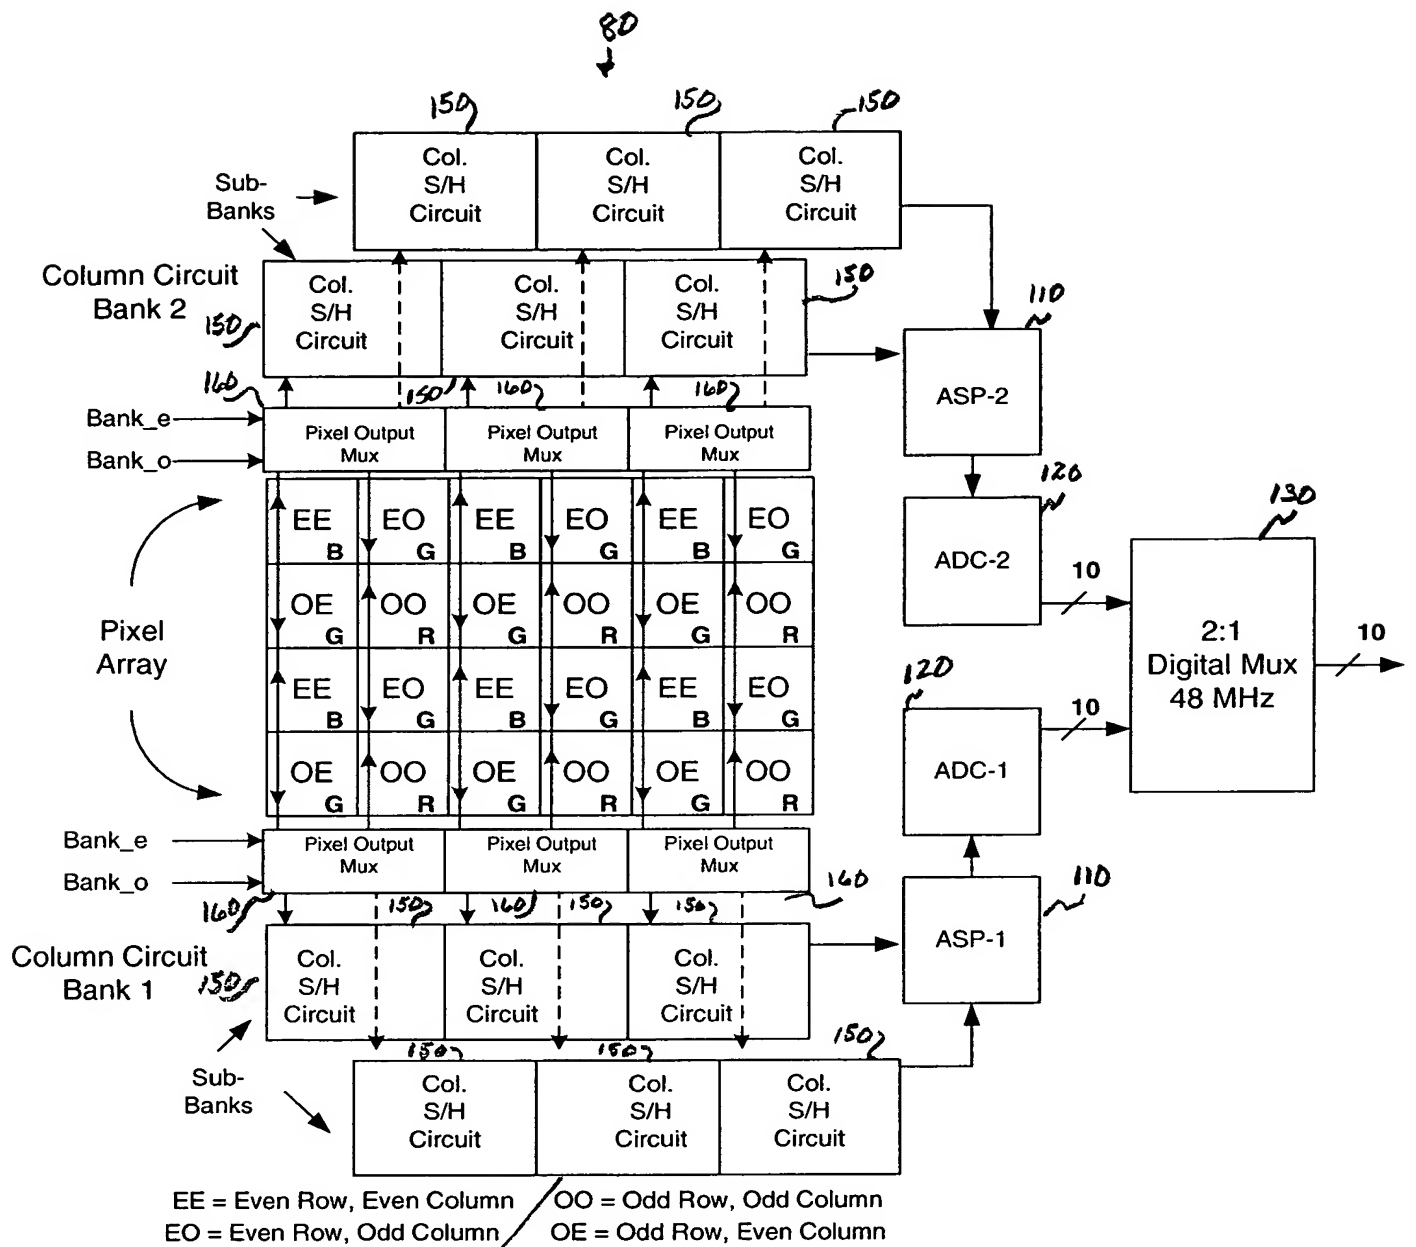 80
150 150 150
Col. Col. Col.
S/H S/H S/H
Circuit Circuit Circuit
Sub-
Banks
Column Circuit
Bank 2
Col. Col. Col.
S/H S/H S/H
Circuit Circuit Circuit
150
150
110
ASP-2
160 150 160 160
Bank_e
Bank_o
Pixel Output Pixel Output Pixel Output
Mux Mux Mux
120
ADC-2
130
10
EE EO EE EO EE EO
B G B G B G
OE OO OE OO OE OO
G R G R G R
EE EO EE EO EE EO
B G B G B G
OE OO OE OO OE OO
G R G R G R
Pixel
Array
2:1
Digital Mux
48 MHz
10
120
10
ADC-1
Bank_e
Bank_o
Pixel Output Pixel Output Pixel Output
Mux Mux Mux
160 150 160 150 150 160
110
ASP-1
Column Circuit
Bank 1
150
Col. Col. Col.
S/H S/H S/H
Circuit Circuit Circuit
150 150 150
Sub-
Banks
Col. Col. Col.
S/H S/H S/H
Circuit Circuit Circuit
EE = Even Row, Even Column OO = Odd Row, Odd Column
EO = Even Row, Odd Column OE = Odd Row, Even Column